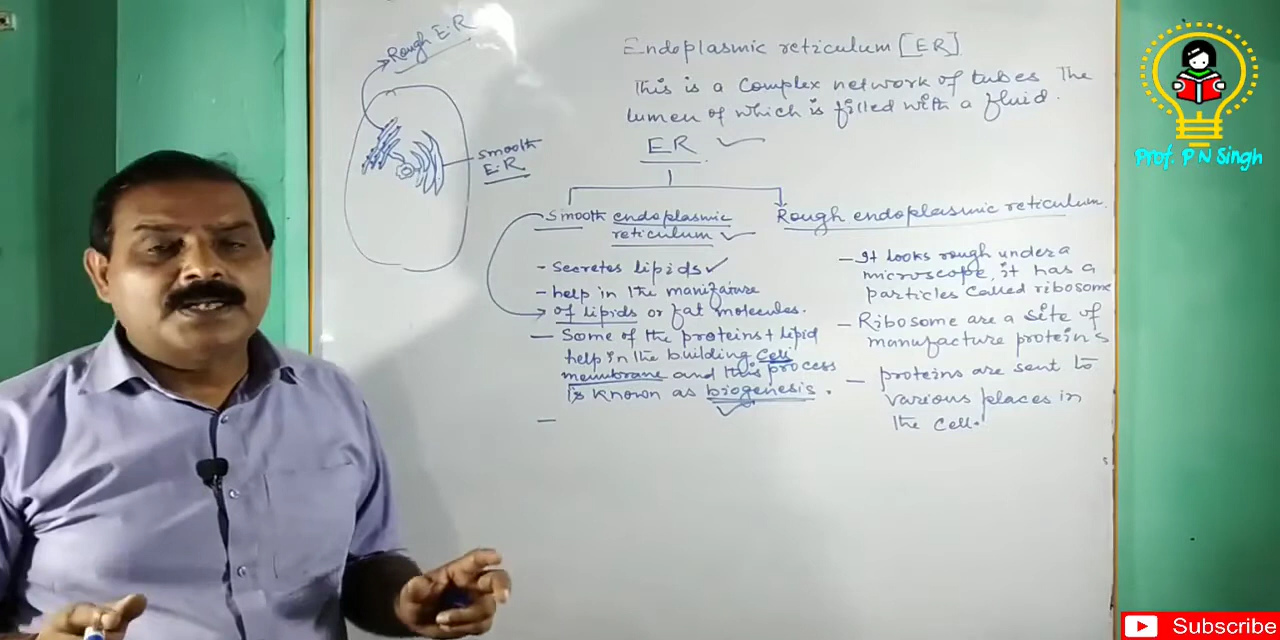 Rough E.R
smooth
E.R
Endoplasmic reticulum [ER]
This is a complex network of tubes The
lumen of which is filled with a fluid.
ER
Smooth endoplasmic
reticulum
- secretes lipids
- help in the manifature
of lipids or fat molecules.
- Some of the proteins + lipid
help in the building cell
membrane and this process
is known as biogenesis.
-
Rough endoplasmic reticulum.
- It looks rough under a
microscope, it has a
particles called ribosome
- Ribosome are a site of
manufacture proteins
- proteins are sent to
various places in
the cell.
Prof. P N Singh
Subscribe